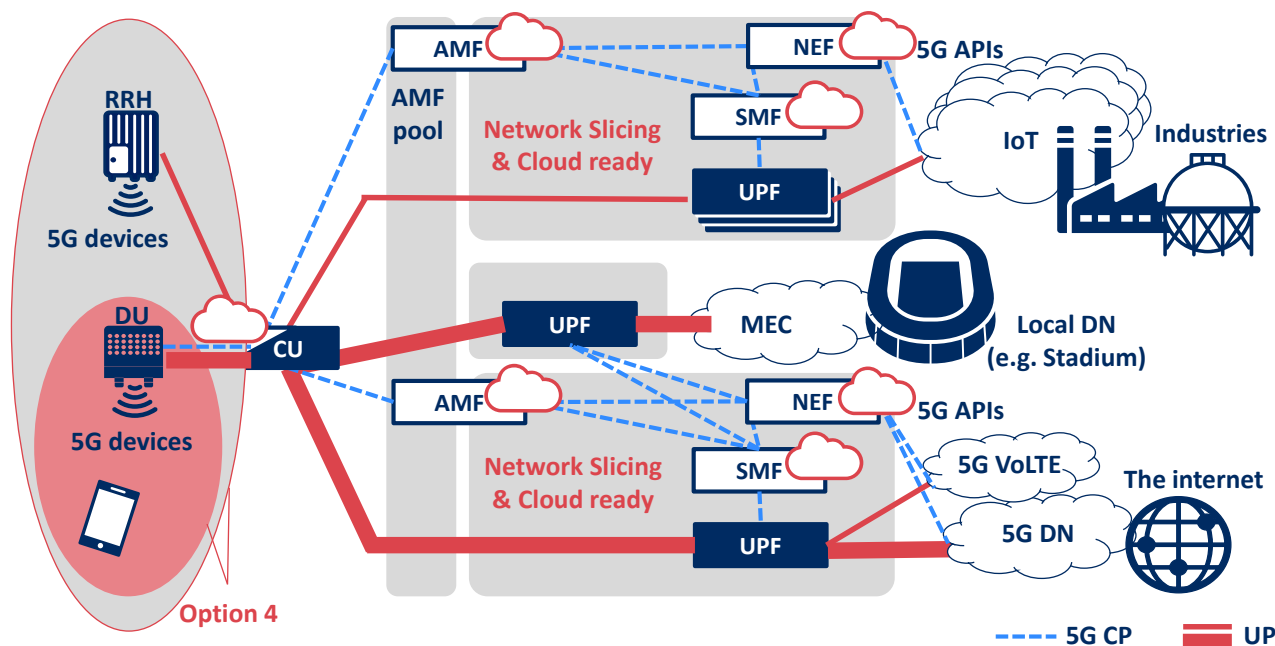 AMF
NEF
5G APIs
RRH
AMF
pool
SMF
IoT
Industries
Network Slicing
& Cloud ready
UPF
5G devices
DU
UPF
MEC
Local DN
(e.g. Stadium)
CU
AMF
NEF
5G APIs
5G devices
Network Slicing
& Cloud ready
SMF
5G VoLTE
The internet
UPF
5G DN
Option 4
5G CP
UP